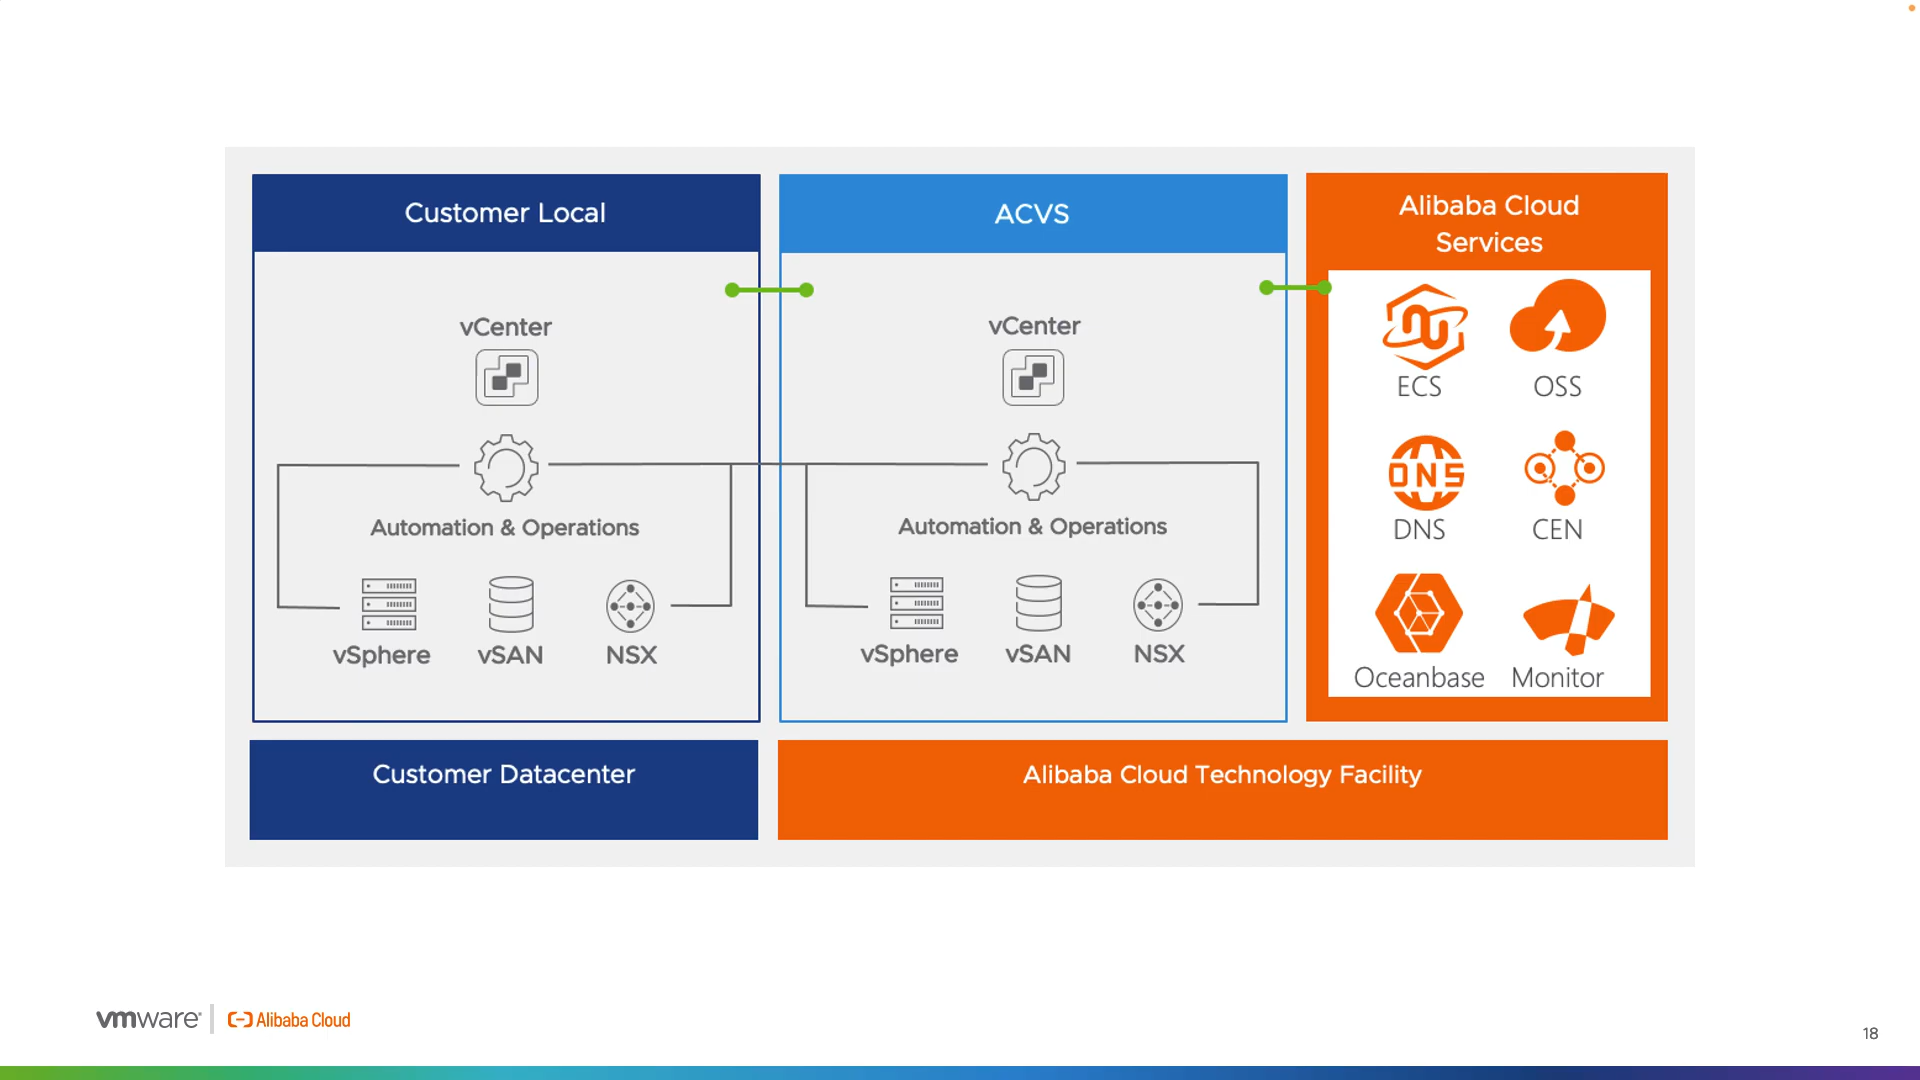 Customer Local
vCenter
Automation & Operations
vSphere
vSAN
NSX
ACVS
vCenter
Automation & Operations
vSphere
vSAN
NSX
Alibaba Cloud
Services
ECS
OSS
DNS
DNS
CEN
Oceanbase
Monitor
Customer Datacenter
Alibaba Cloud Technology Facility
vmware
Alibaba Cloud
18